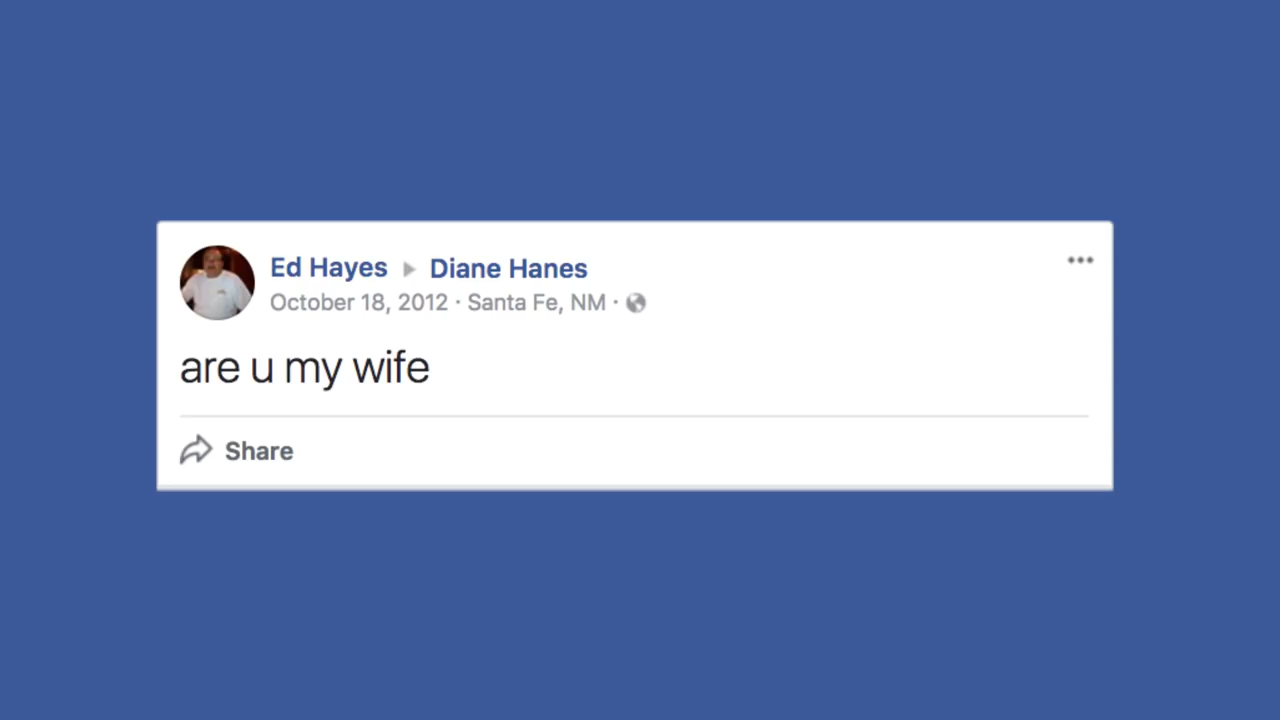 Ed Hayes ▶ Diane Hanes
October 18, 2012 · Santa Fe, NM ·
are u my wife
Share